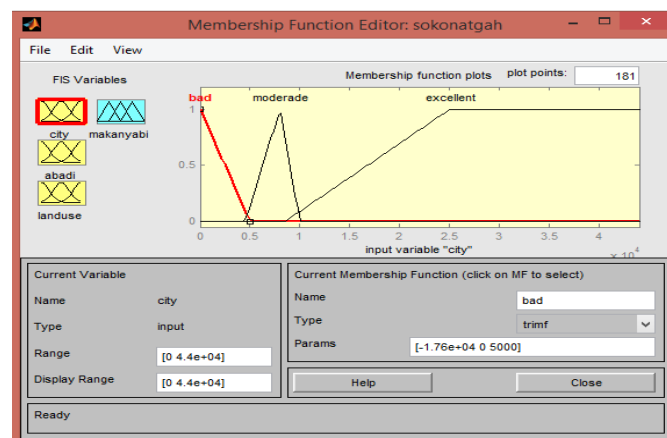 Membership Function Editor: sokonatgah
File Edit View
FIS Variables
city
makanyabi
abadi
landuse
Membership function plots
plot points:
181
bad moderade excellent
1
0.5
0
0 0.5 1 1.5 2 2.5 3 3.5 4
input variable "city"
x 10^4
Current Variable
Name city
Type input
Range [0 4.4e+04]
Display Range [0 4.4e+04]
Current Membership Function (click on MF to select)
Name bad
Type trimf
Params [-1.76e+04 0 5000]
Help Close
Ready